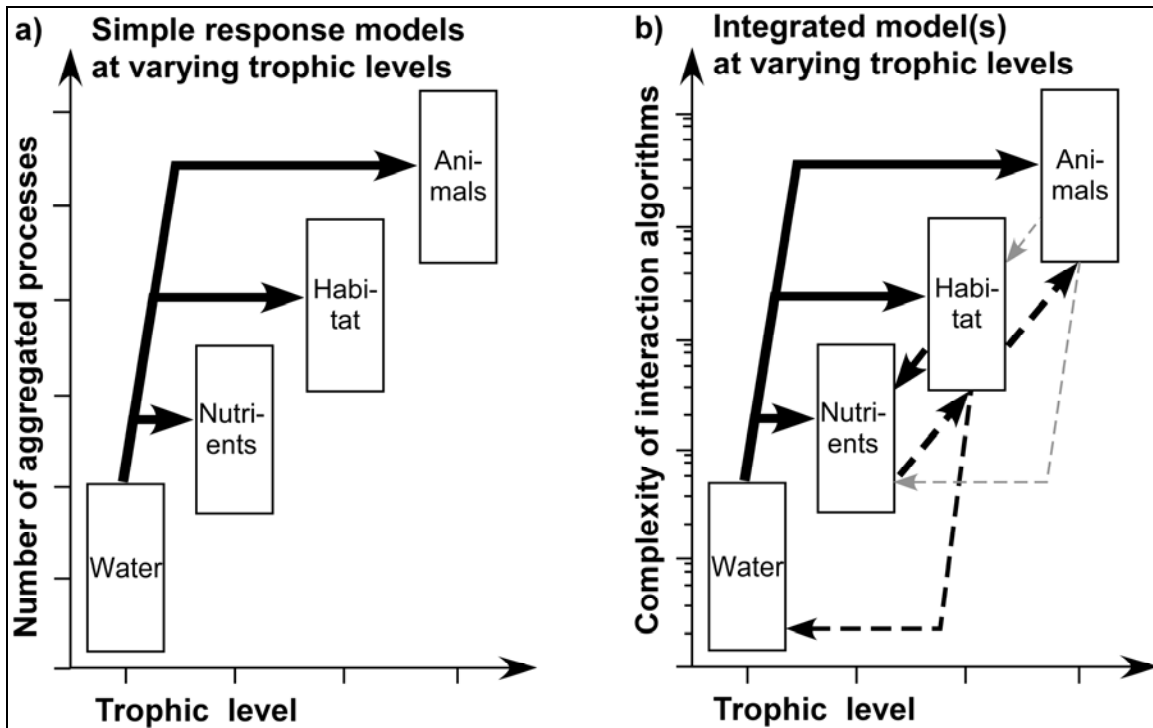 a) Simple response models
at varying trophic levels
Number of aggregated processes
Ani-
mals
Habi-
tat
Nutri-
ents
Water
Trophic level
b) Integrated model(s)
at varying trophic levels
Complexity of interaction algorithms
Ani-
mals
Habi-
tat
Nutri-
ents
Water
Trophic level